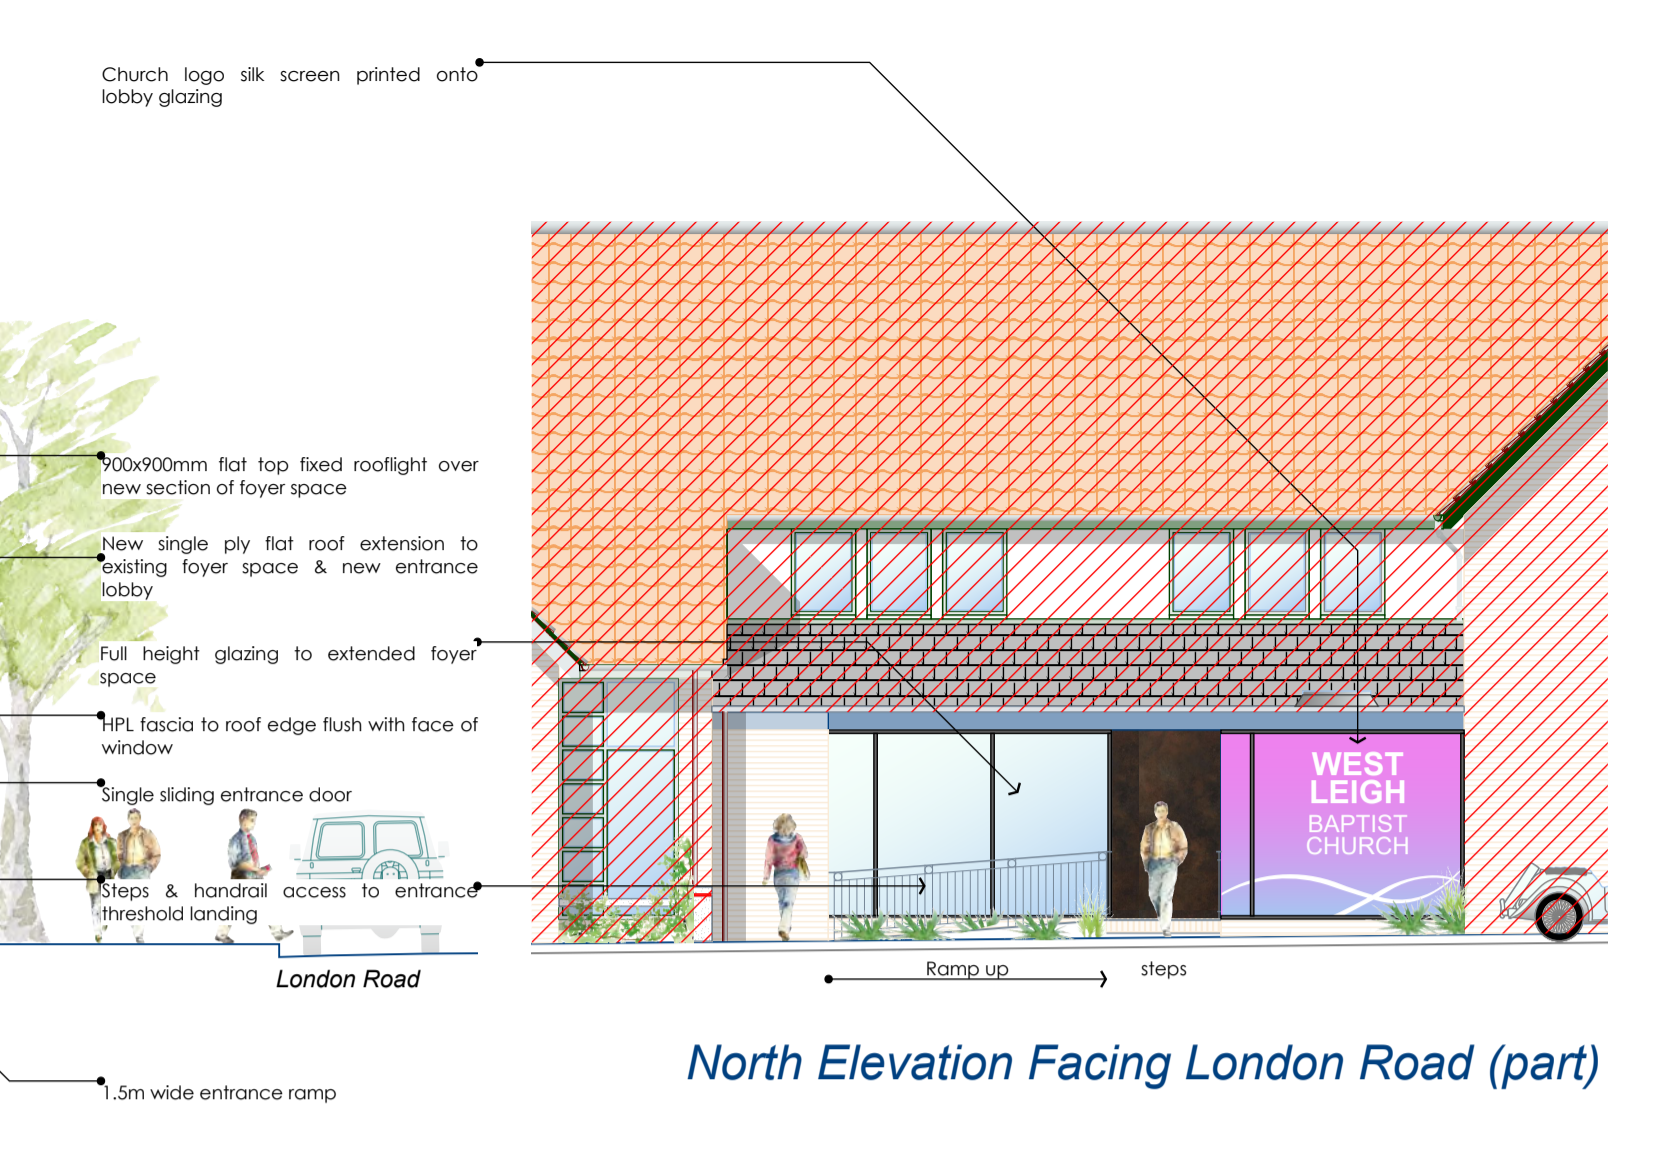 Church logo silk screen printed onto
lobby glazing
900x900mm flat top fixed rooflight over
new section of foyer space
New single ply flat roof extension to
existing foyer space & new entrance
lobby
Full height glazing to extended foyer
space
HPL fascia to roof edge flush with face of
window
Single sliding entrance door
Steps & handrail access to entrance
threshold landing
London Road
1.5m wide entrance ramp
WEST
LEIGH
BAPTIST
CHURCH
Ramp up
steps
North Elevation Facing London Road (part)